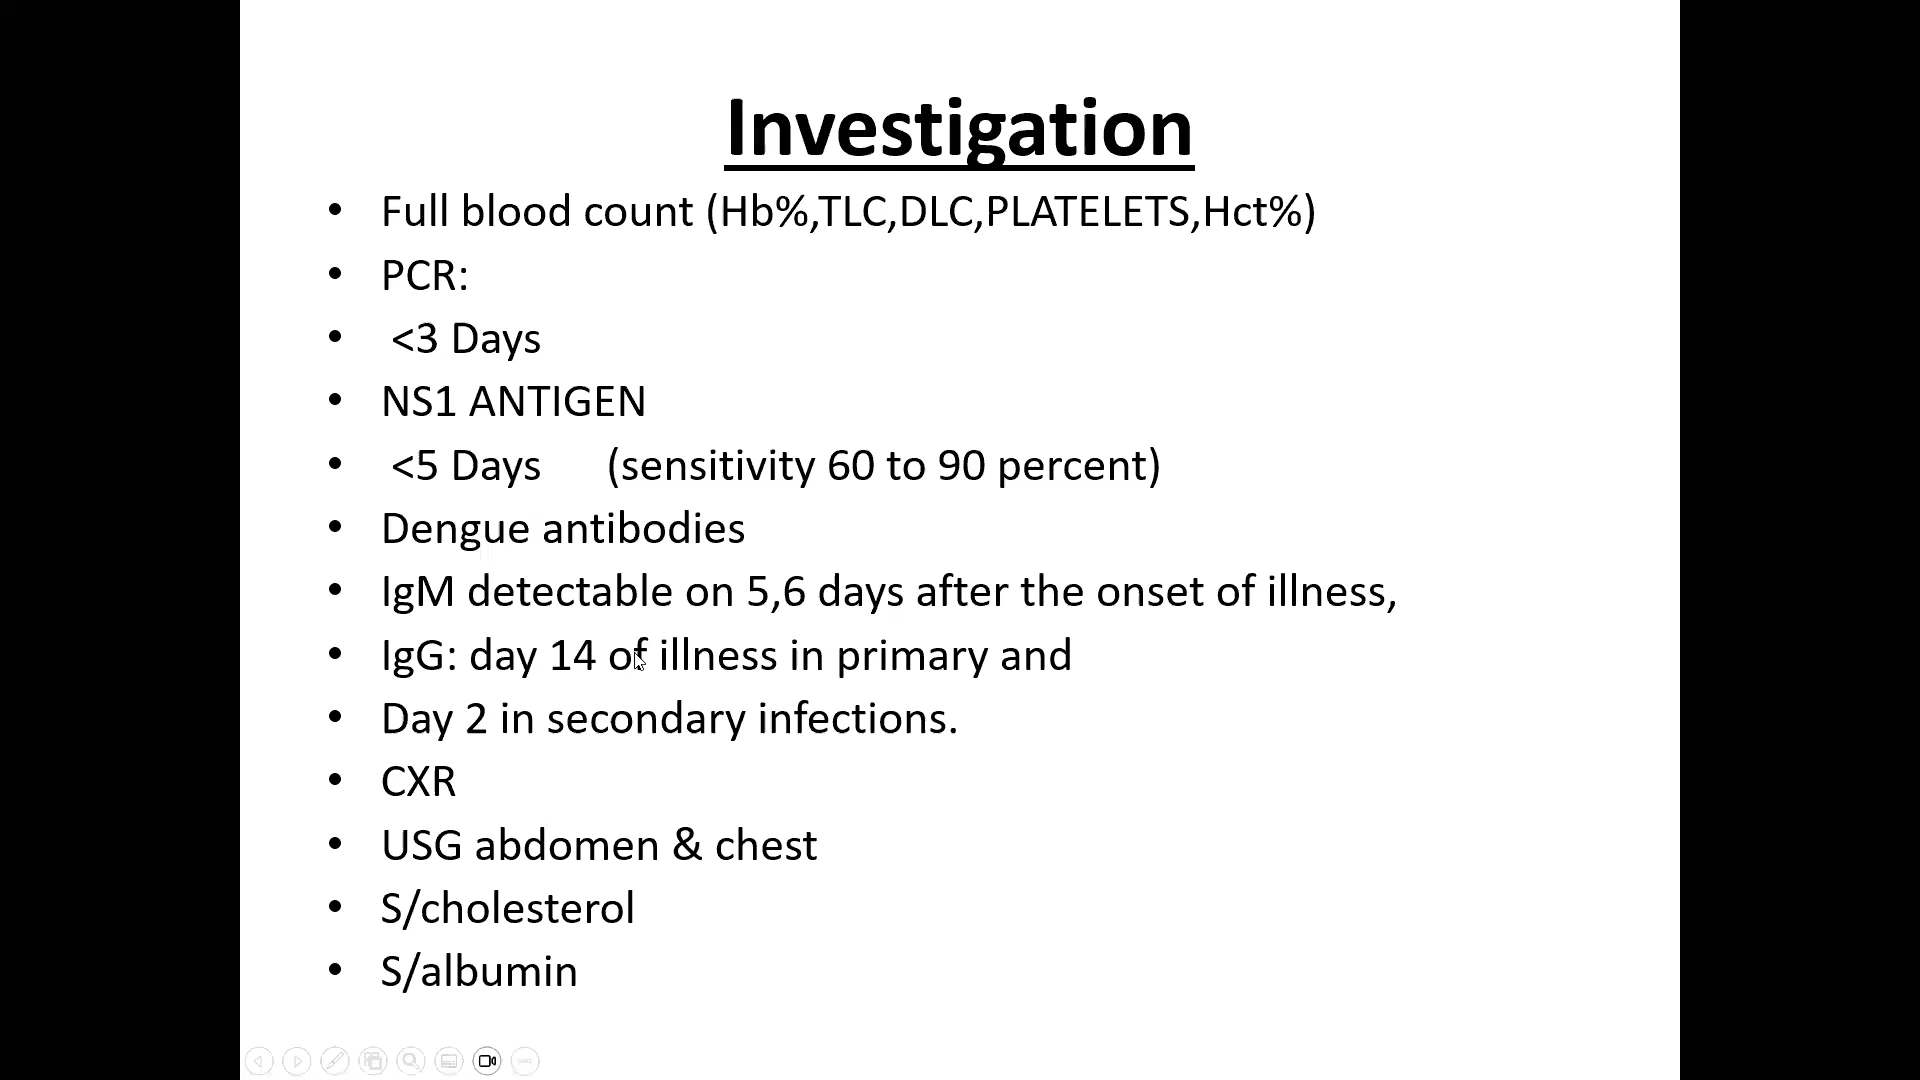 Investigation
• Full blood count (Hb%,TLC,DLC,PLATELETS,Hct%)
• PCR:
• <3 Days
• NS1 ANTIGEN
• <5 Days (sensitivity 60 to 90 percent)
• Dengue antibodies
• IgM detectable on 5,6 days after the onset of illness,
• IgG: day 14 of illness in primary and
• Day 2 in secondary infections.
• CXR
• USG abdomen & chest
• S/cholesterol
• S/albumin